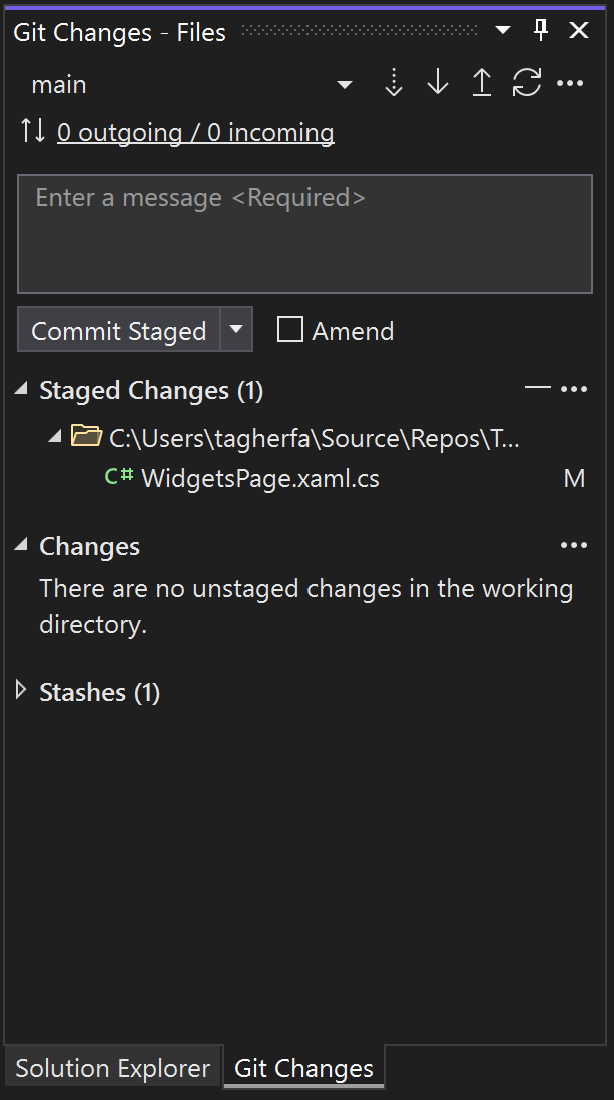 Git Changes - Files
main
0 outgoing / 0 incoming
Enter a message <Required>
Commit Staged
Amend
Staged Changes (1)
C:\Users\tagherfa\Source\Repos\T...
C# WidgetsPage.xaml.cs M
Changes
There are no unstaged changes in the working
directory.
Stashes (1)
Solution Explorer
Git Changes